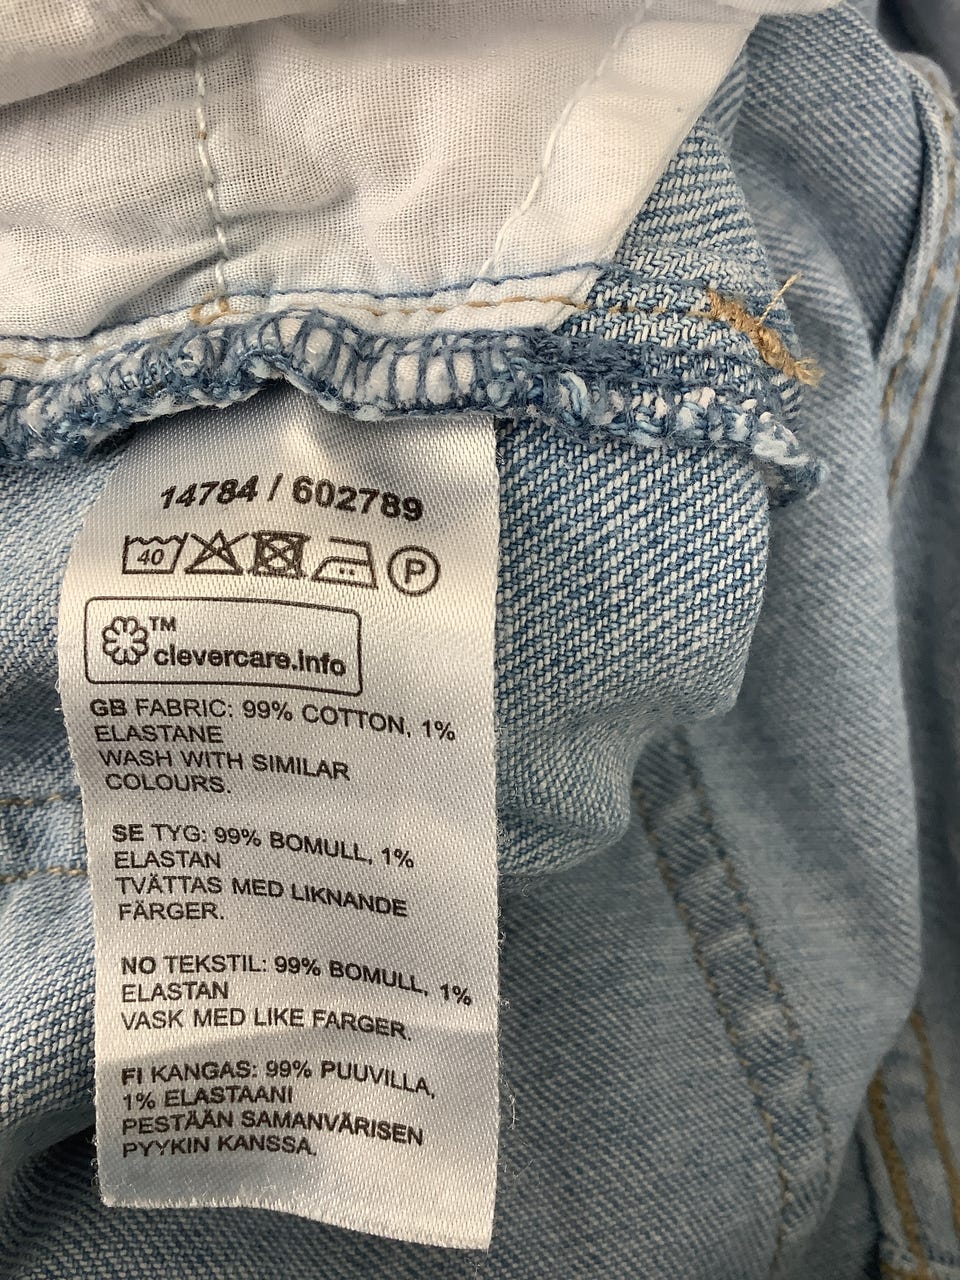 14784 / 602789
40 P
TM
clevercare.info
GB FABRIC: 99% COTTON, 1%
ELASTANE
WASH WITH SIMILAR
COLOURS.
SE TYG: 99% BOMULL, 1%
ELASTAN
TVÄTTAS MED LIKNANDE
FÄRGER.
NO TEKSTIL: 99% BOMULL, 1%
ELASTAN
VASK MED LIKE FARGER.
FI KANGAS: 99% PUUVILLA,
1% ELASTAANI
PESTÄÄN SAMANVÄRISEN
PYYKIN KANSSA.